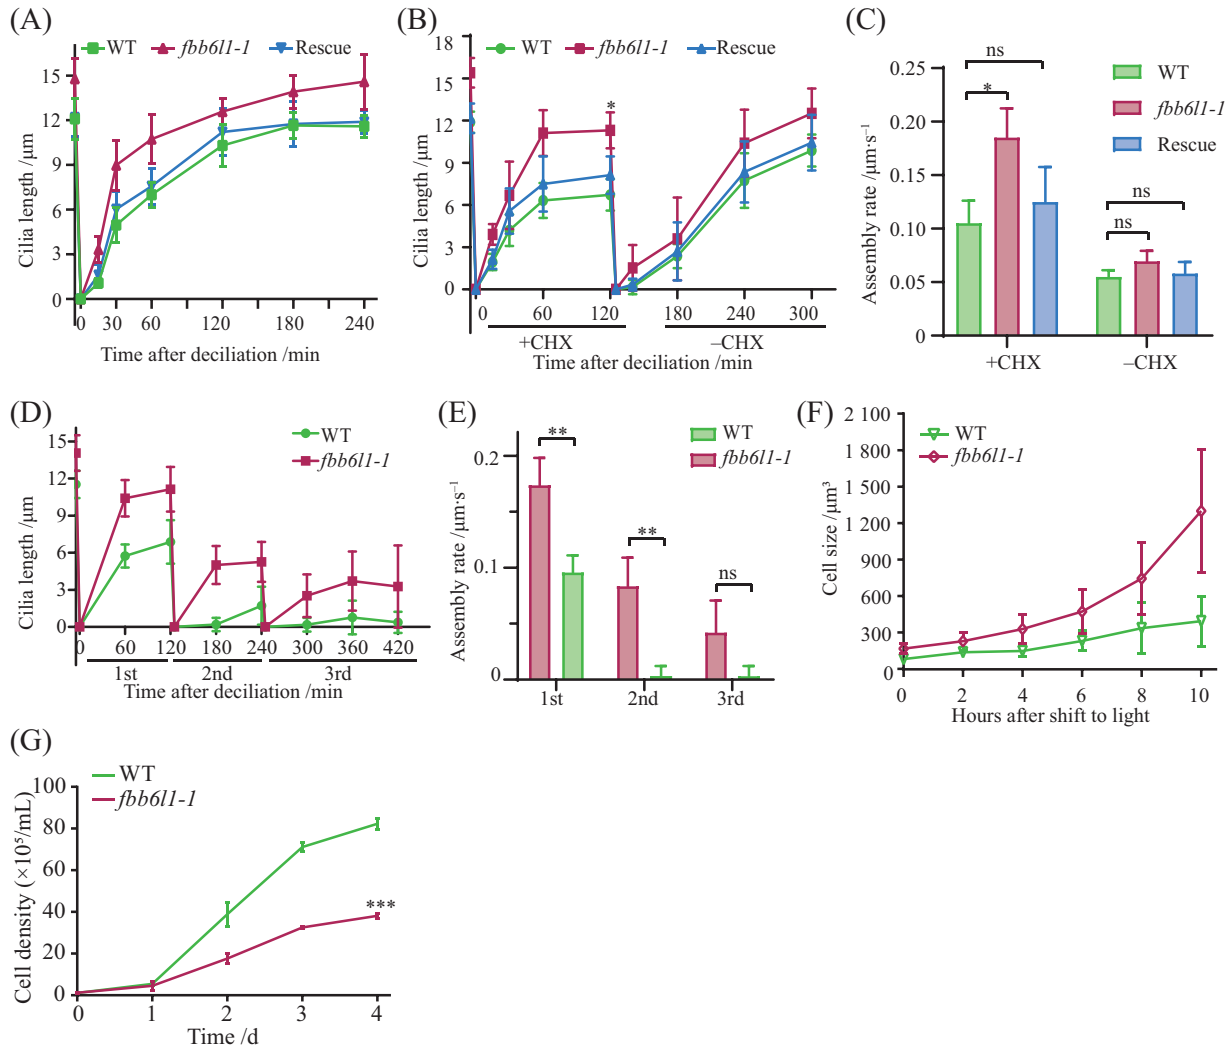 (A)
WT fbb6l1-1 Rescue
15
12
9
6
3
0
Cilia length /μm
0 30 60 120 180 240
Time after deciliation /min
(B)
WT fbb6l1-1 Rescue
18
15
12
9
6
3
0
Cilia length /μm
*
0 60 120 180 240 300
+CHX –CHX
Time after deciliation /min
(C)
ns
*
ns
ns
WT
fbb6l1-1
Rescue
0.25
0.20
0.15
0.10
0.05
0
Assembly rate /μm·s⁻¹
+CHX –CHX
(D)
WT
fbb6l1-1
15
12
9
6
3
0
Cilia length /μm
0 60 120 180 240 300 360 420
1st 2nd 3rd
Time after deciliation /min
(E)
**
**
ns
WT
fbb6l1-1
0.2
0.1
0
Assembly rate /μm·s⁻¹
1st 2nd 3rd
(F)
WT
fbb6l1-1
2 100
1 800
1 500
1 200
900
600
300
0
Cell size /μm³
0 2 4 6 8 10
Hours after shift to light
(G)
WT
fbb6l1-1
100
80
60
40
20
0
Cell density (×10⁵/mL)
***
0 1 2 3 4
Time /d